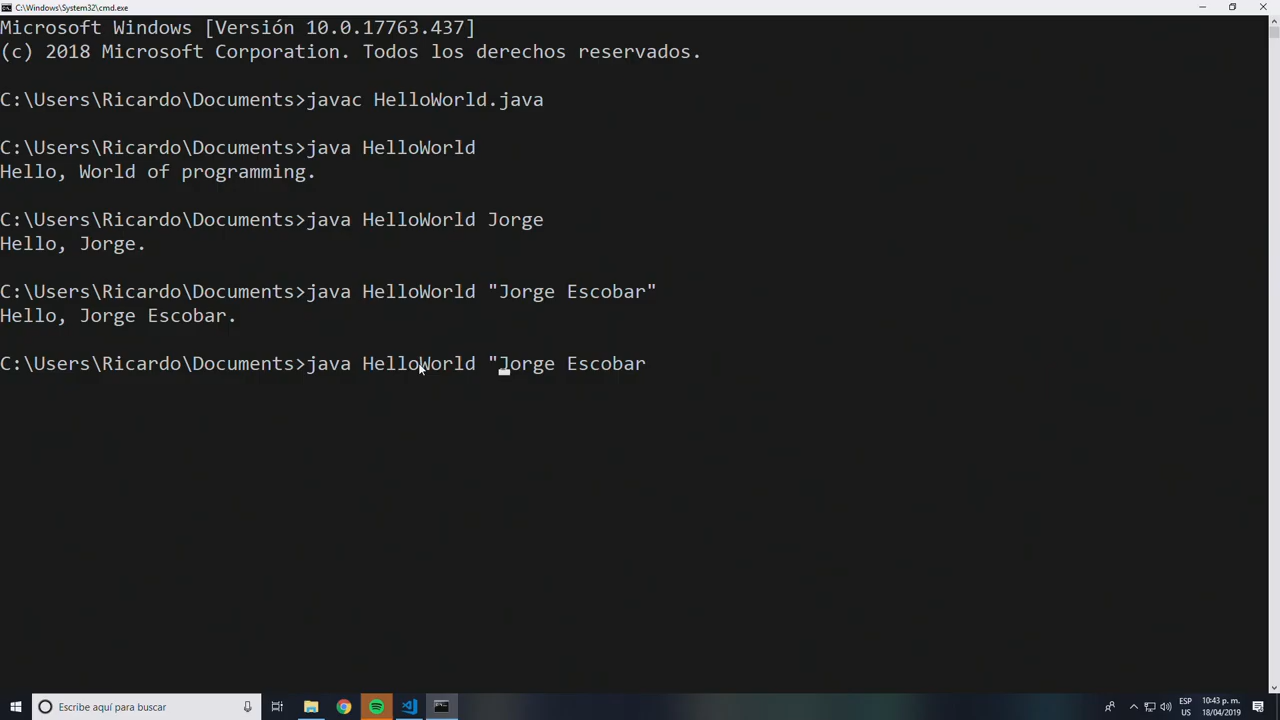 C:\Windows\System32\cmd.exe
Microsoft Windows [Versión 10.0.17763.437]
(c) 2018 Microsoft Corporation. Todos los derechos reservados.
C:\Users\Ricardo\Documents>javac HelloWorld.java
C:\Users\Ricardo\Documents>java HelloWorld
Hello, World of programming.
C:\Users\Ricardo\Documents>java HelloWorld Jorge
Hello, Jorge.
C:\Users\Ricardo\Documents>java HelloWorld "Jorge Escobar"
Hello, Jorge Escobar.
C:\Users\Ricardo\Documents>java HelloWorld "Jorge Escobar
Escribe aquí para buscar
ESP
US
10:43 p. m.
18/04/2019